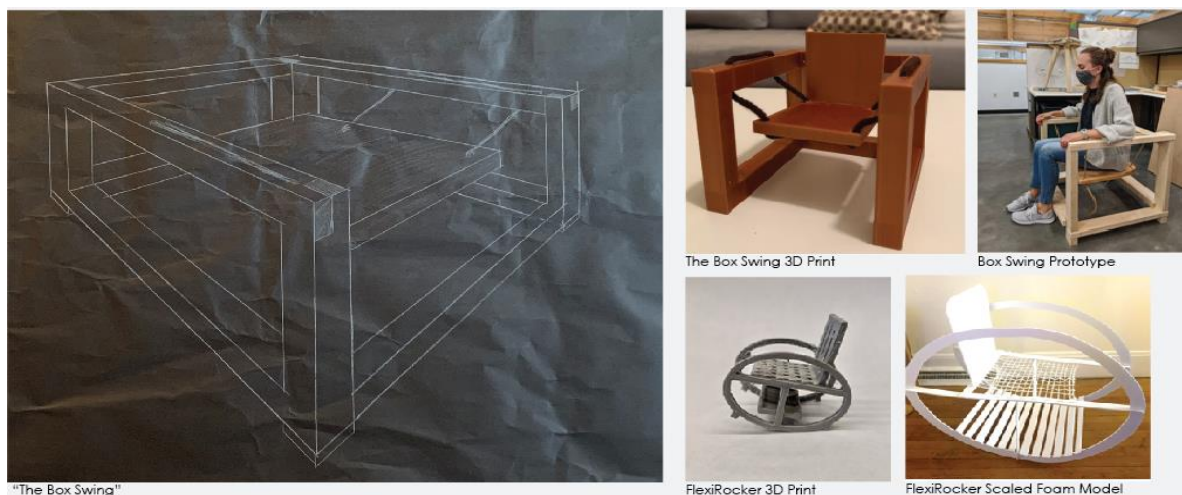 The Box Swing 3D Print
Box Swing Prototype
"The Box Swing"
FlexiRocker 3D Print
FlexiRocker Scaled Foam Model